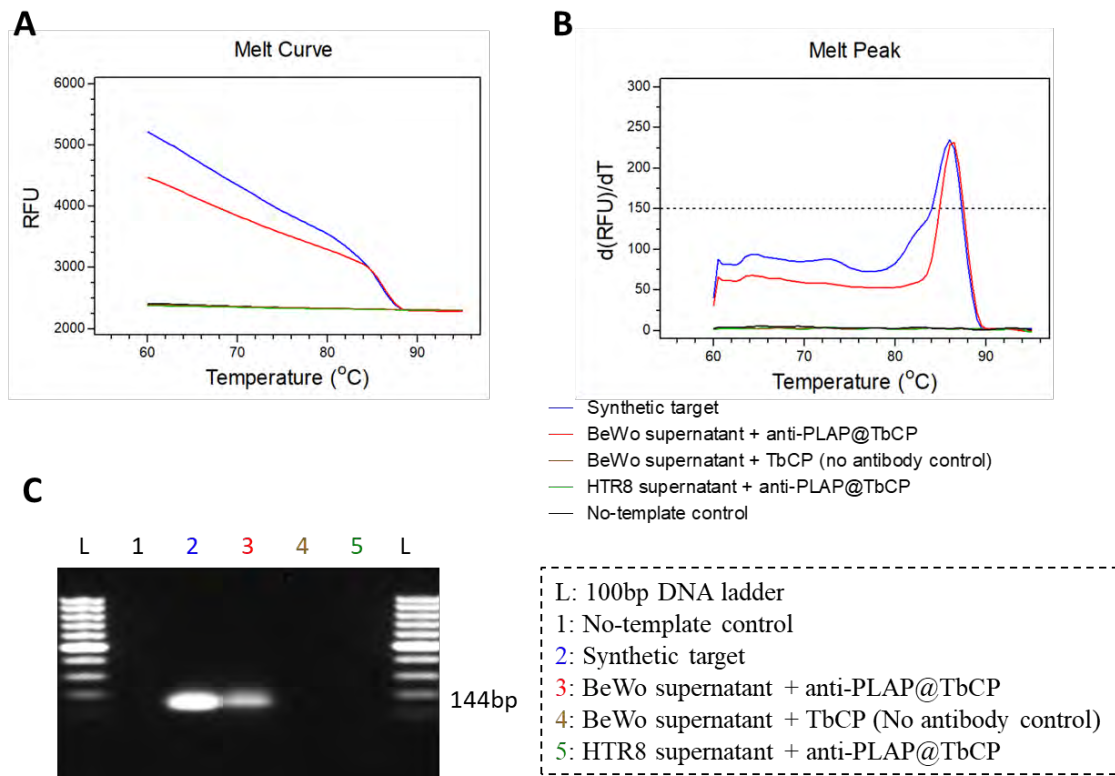 A
Melt Curve
6000
5000
4000
3000
2000
RFU
60
70
80
90
Temperature (°C)
B
Melt Peak
300
250
200
150
100
50
0
d(RFU)/dT
60
70
80
90
Temperature (°C)
Synthetic target
BeWo supernatant + anti-PLAP@TbCP
BeWo supernatant + TbCP (no antibody control)
HTR8 supernatant + anti-PLAP@TbCP
No-template control
C
L 1 2 3 4 5 L
144bp
L: 100bp DNA ladder
1: No-template control
2: Synthetic target
3: BeWo supernatant + anti-PLAP@TbCP
4: BeWo supernatant + TbCP (No antibody control)
5: HTR8 supernatant + anti-PLAP@TbCP